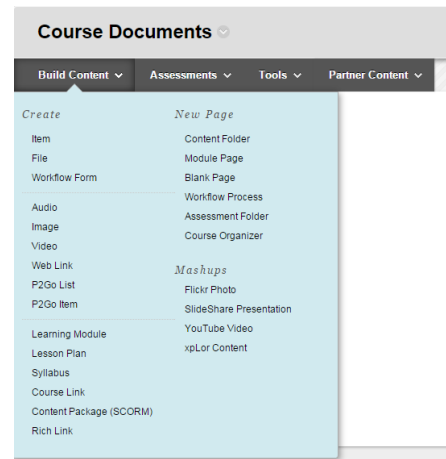 Course Documents
Build Content Assessments Tools Partner Content
Create
Item
File
Workflow Form
Audio
Image
Video
Web Link
P2Go List
P2Go Item
Learning Module
Lesson Plan
Syllabus
Course Link
Content Package (SCORM)
Rich Link
New Page
Content Folder
Module Page
Blank Page
Workflow Process
Assessment Folder
Course Organizer
Mashups
Flickr Photo
SlideShare Presentation
YouTube Video
xpLor Content